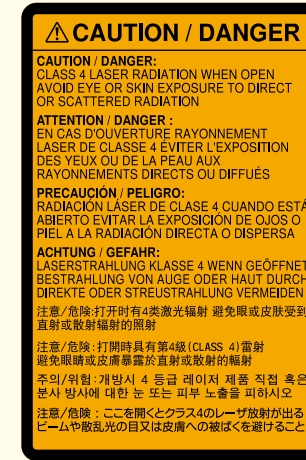 ⚠ CAUTION / DANGER
CAUTION / DANGER:
CLASS 4 LASER RADIATION WHEN OPEN
AVOID EYE OR SKIN EXPOSURE TO DIRECT
OR SCATTERED RADIATION
ATTENTION / DANGER :
EN CAS D'OUVERTURE RAYONNEMENT
LASER DE CLASSE 4 ÉVITER L'EXPOSITION
DES YEUX OU DE LA PEAU AUX
RAYONNEMENTS DIRECTS OU DIFFUÉS
PRECAUCIÓN / PELIGRO:
RADIACIÓN LÁSER DE CLASE 4 CUANDO ESTÁ
ABIERTO EVITAR LA EXPOSICIÓN DE OJOS O
PIEL A LA RADIACIÓN DIRECTA O DISPERSA
ACHTUNG / GEFAHR:
LASERSTRAHLUNG KLASSE 4 WENN GEÖFFNET
BESTRAHLUNG VON AUGE ODER HAUT DURCH
DIREKTE ODER STREUSTRAHLUNG VERMEIDEN
注意/危险:打开时有4类激光辐射 避免眼或皮肤受到
直射或散射辐射的照射
注意/危険:打開時具有第4級(CLASS 4)雷射
避免眼睛或皮膚暴露於直射或散射的輻射
주의/위험:개방시 4 등급 레이저 제품 직접 혹은
분사 방사에 대한 눈 또는 피부 노출을 피하시오
注意/危険：ここを開くとクラス4のレーザ放射が出る
ビームや散乱光の目又は皮膚への被ばくを避けること